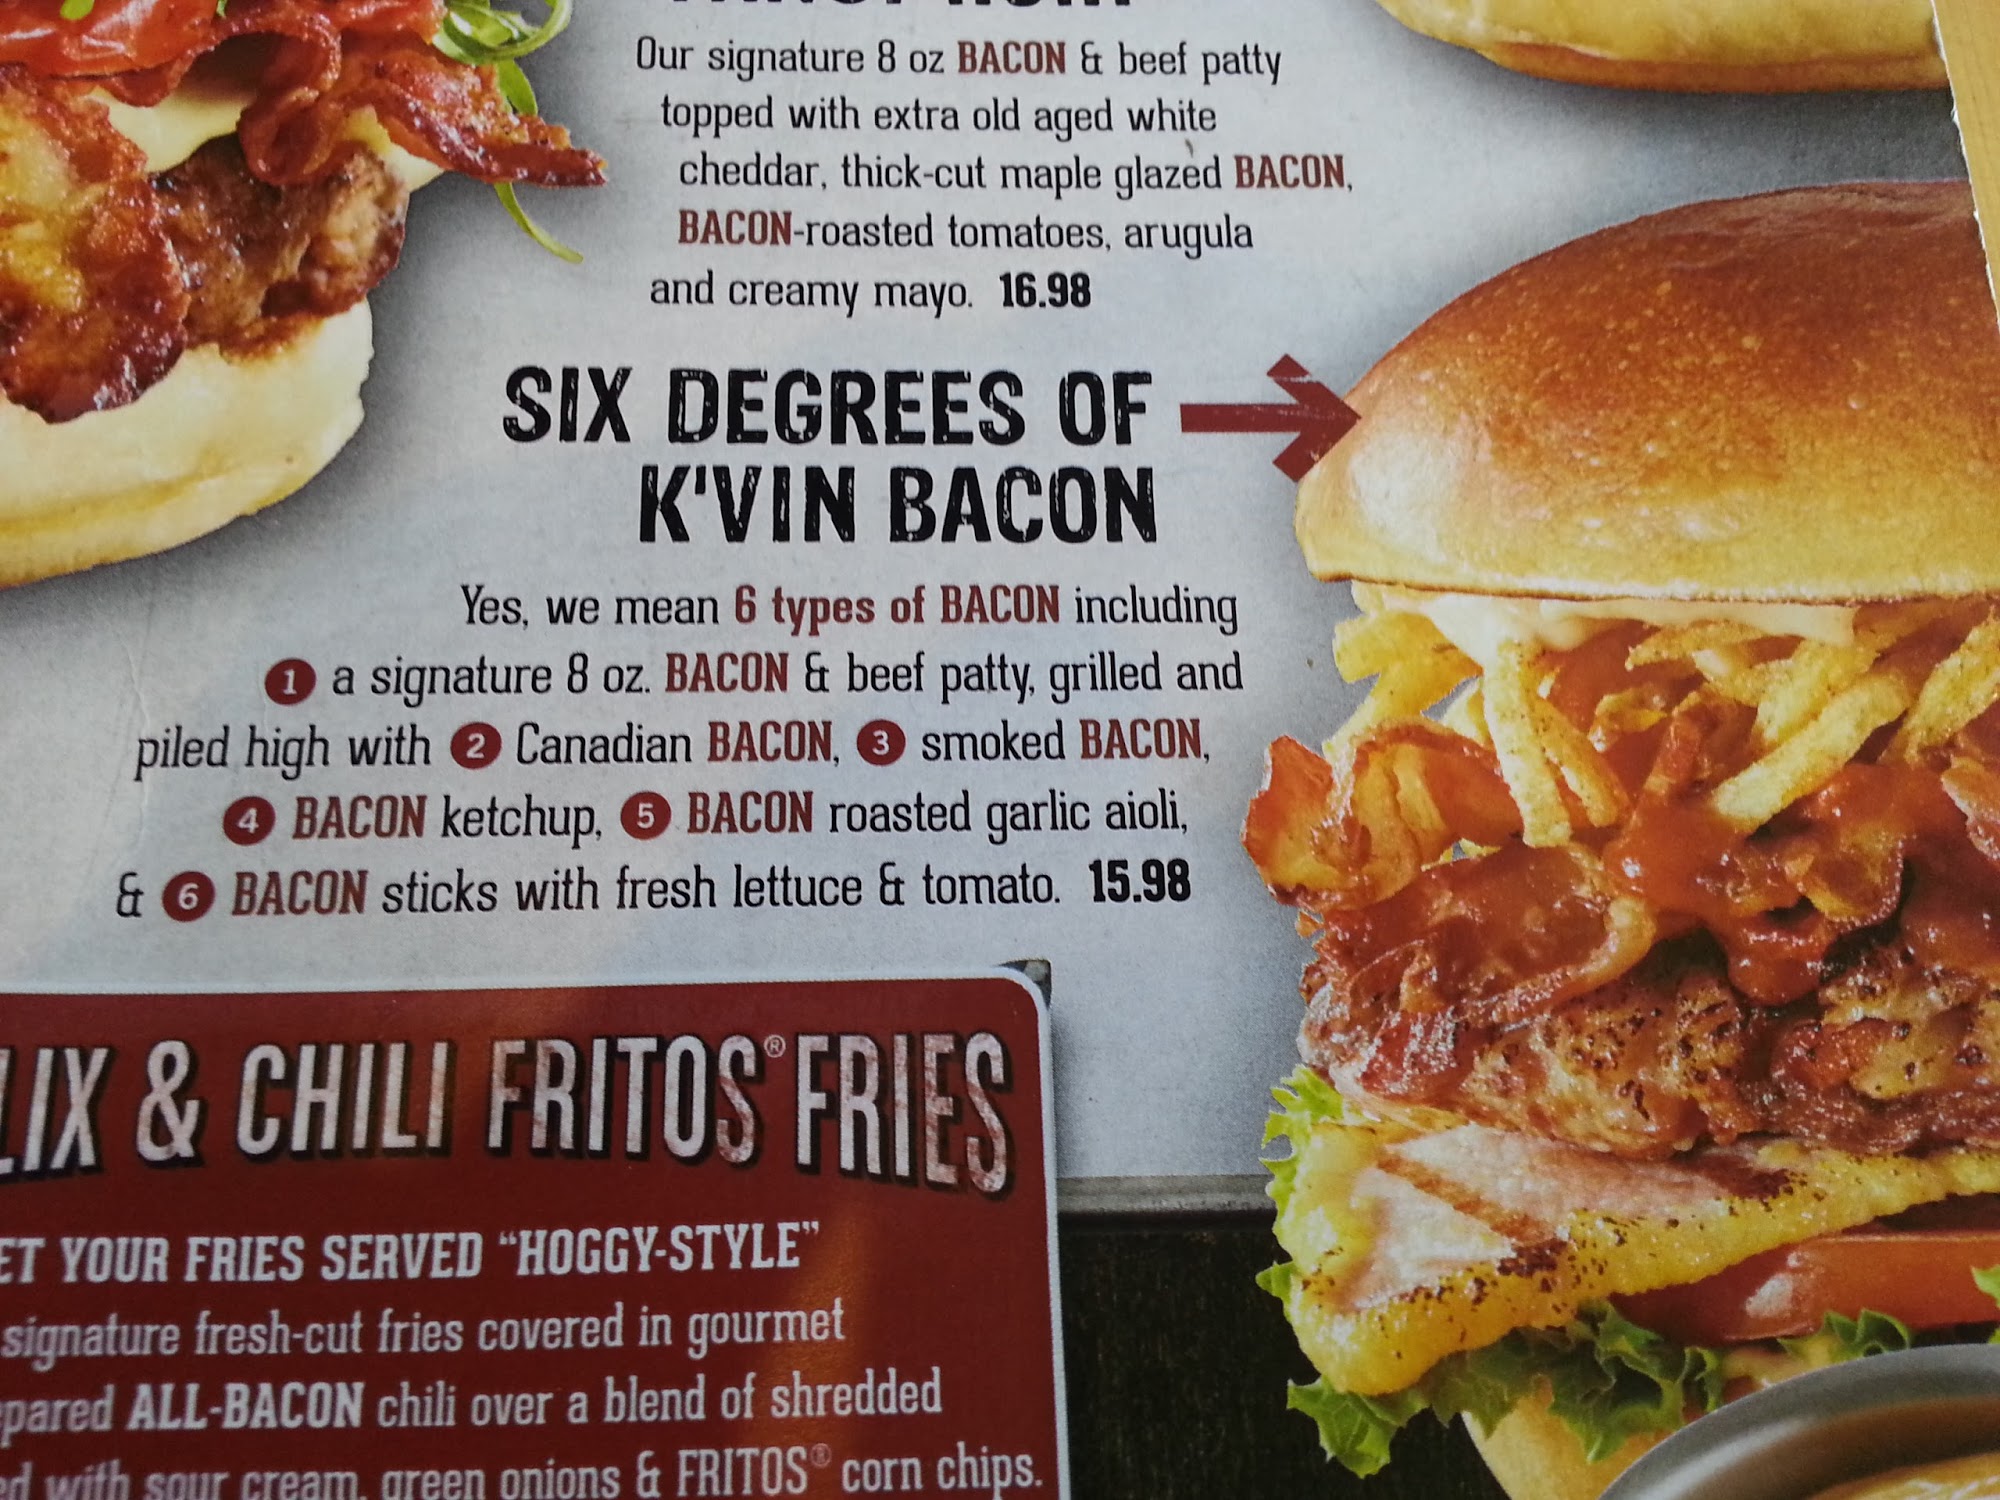 Our signature 8 oz BACON & beef patty
topped with extra old aged white
cheddar, thick-cut maple glazed BACON,
BACON-roasted tomatoes, arugula
and creamy mayo. 16.98
SIX DEGREES OF
K'VIN BACON
Yes, we mean 6 types of BACON including
1 a signature 8 oz. BACON & beef patty, grilled and
piled high with 2 Canadian BACON, 3 smoked BACON,
4 BACON ketchup, 5 BACON roasted garlic aioli,
& 6 BACON sticks with fresh lettuce & tomato. 15.98
& CHILI FRITOS® FRIES
YOUR FRIES SERVED “HOGGY-STYLE”
signature fresh-cut fries covered in gourmet
ALL-BACON chili over a blend of shredded
with sour cream, green onions & FRITOS® corn chips.